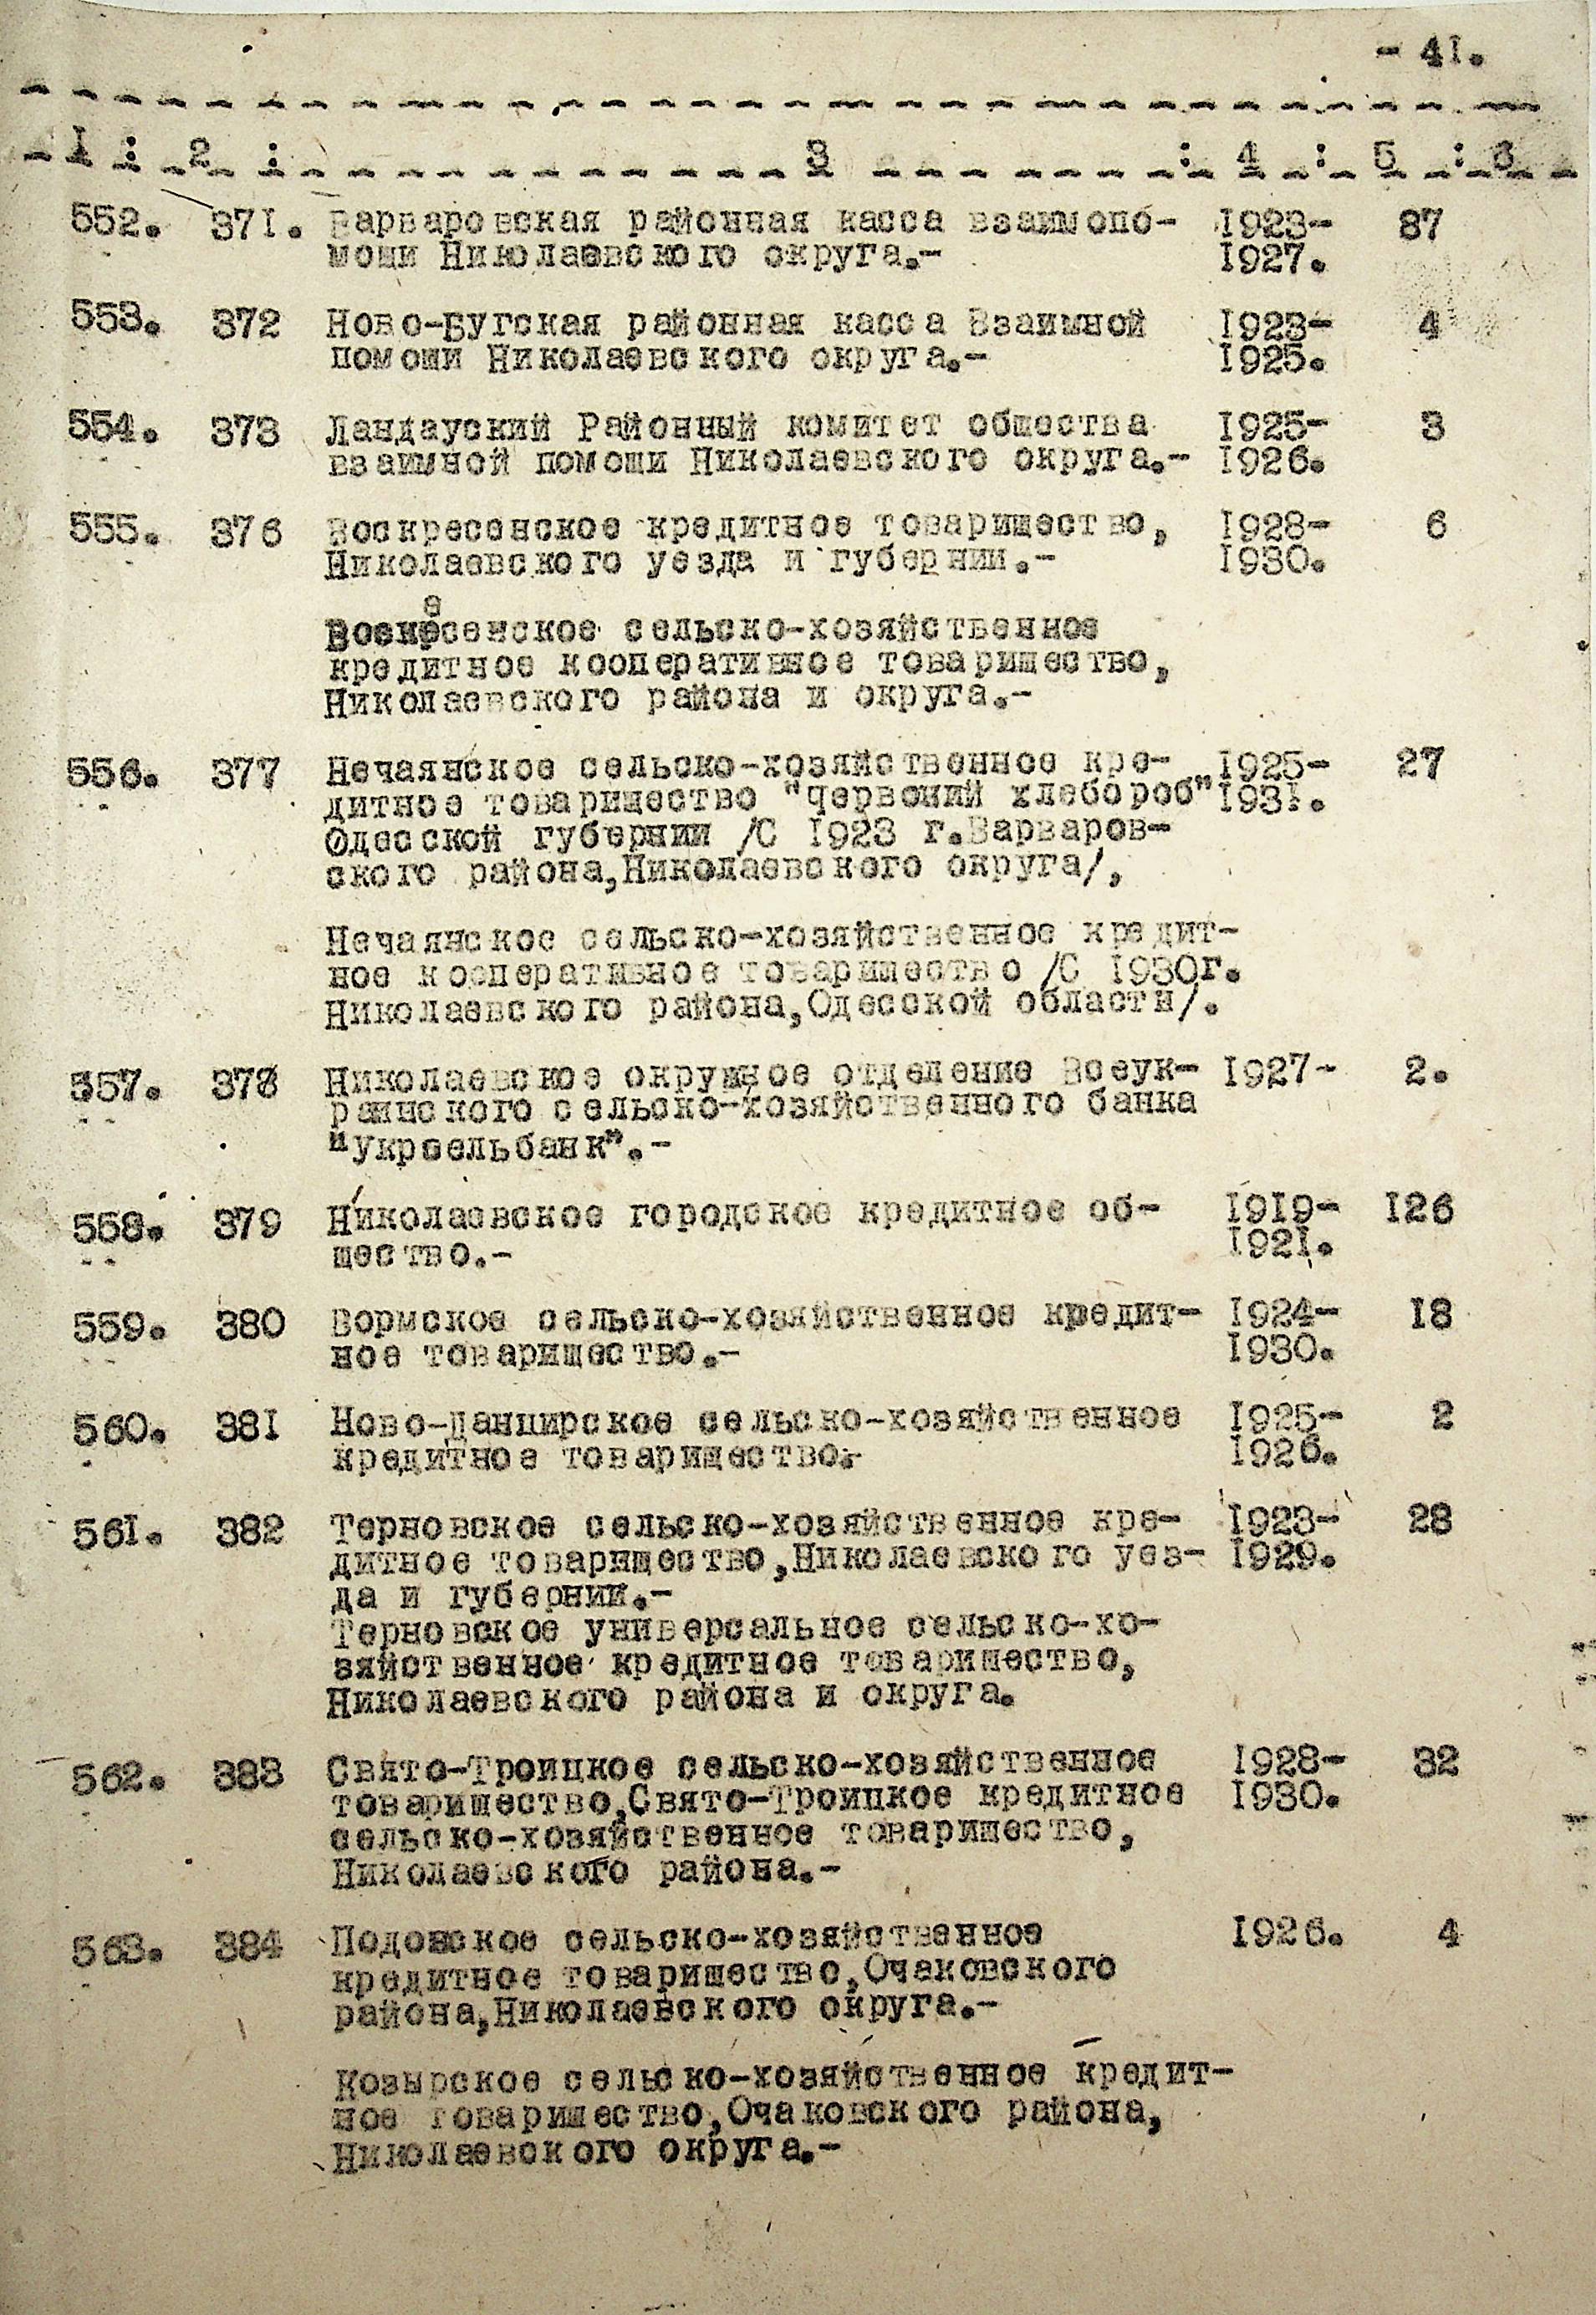 - 41.
1 : 2 : 3 : 4 : 5 : 6
552. 371. Варваровская районная касса взаимопо- 1923- 87
мощи Николаевского округа.- 1927.
553. 372 Ново-Бугская районная касса Взаимной 1923- 4
помощи Николаевского округа.- 1925.
554. 373 Ландауский Районный комитет общества 1925- 3
взаимной помощи Николаевского округа.- 1926.
555. 376 Воскресенское кредитное товарищество, 1928- 6
Николаевского уезда и губернии.- 1930.
Воскресенское сельско-хозяйственное
кредитное кооперативное товарищество,
Николаевского района и округа.-
556. 377 Нечаянское сельско-хозяйственное кре- 1925- 27
дитное товарищество "червоний хлебороб" 1931.
Одесской губернии /С 1923 г.Варваров-
ского района,Николаевского округа/,
Нечаянское сельско-хозяйственное кредит-
ное кооперативное товарищество /С 1930г.
Николаевского района,Одесской области/.
557. 378 Николаевское окружное отделение Всеук- 1927- 2.
раинского сельско-хозяйственного банка
"Укрсельбанк".-
558. 379 Николаевское городское кредитное об- 1919- 126
щество.- 1921.
559. 380 Вормское сельско-хозяйственное кредит- 1924- 18
ное товарищество.- 1930.
560. 381 Ново-Данцирское сельско-хозяйственное 1925- 2
кредитное товарищество.- 1926.
561. 382 Терновское сельско-хозяйственное кре- 1923- 28
дитное товарищество,Николаевского уез- 1929.
да и губернии.-
Терновское универсальное сельско-хо-
зяйственное кредитное товарищество,
Николаевского района и округа.
562. 383 Свято-Троицкое сельско-хозяйственное 1928- 32
товарищество,Свято-Троицкое кредитное 1930.
сельско-хозяйственное товарищество,
Николаевского района.-
563. 384 Подовское сельско-хозяйственное 1926. 4
кредитное товарищество,Очаковского
района,Николаевского округа.-
Козырское сельско-хозяйственное кредит-
ное товарищество,Очаковского района,
Николаевского округа.-